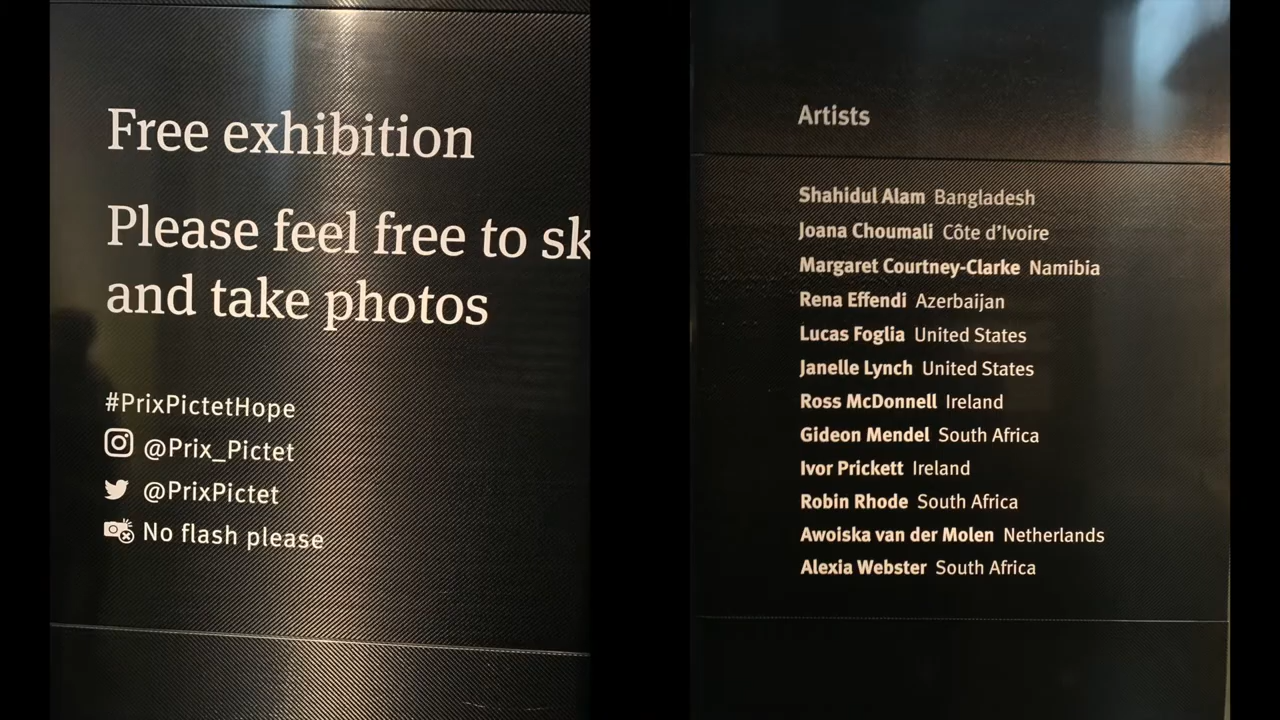 Free exhibition
Please feel free to sk
and take photos
#PrixPictetHope
@Prix_Pictet
@PrixPictet
No flash please
Artists
Shahidul Alam Bangladesh
Joana Choumali Côte d'Ivoire
Margaret Courtney-Clarke Namibia
Rena Effendi Azerbaijan
Lucas Foglia United States
Janelle Lynch United States
Ross McDonnell Ireland
Gideon Mendel South Africa
Ivor Prickett Ireland
Robin Rhode South Africa
Awoiska van der Molen Netherlands
Alexia Webster South Africa